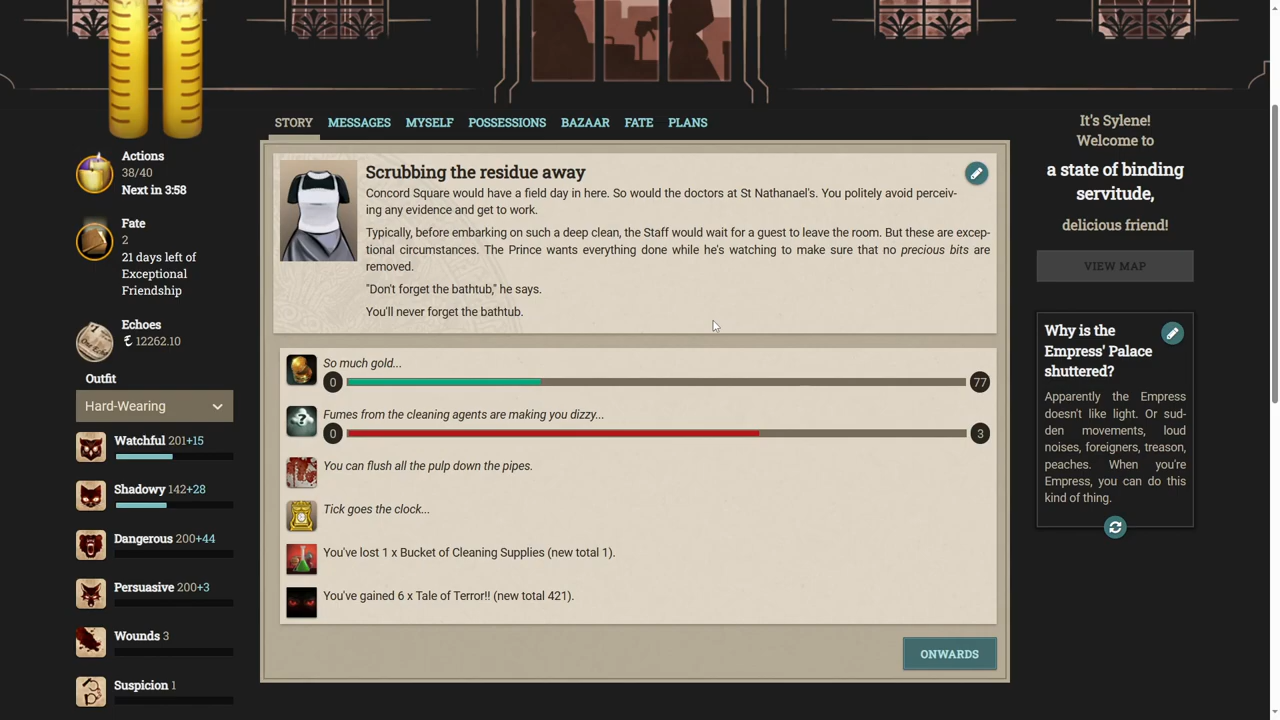 STORY MESSAGES MYSELF POSSESSIONS BAZAAR FATE PLANS
Actions
38/40
Next in 3:58
Fate
2
21 days left of
Exceptional
Friendship
Echoes
12262.10
Outfit
Hard-Wearing
Watchful 201+15
Shadowy 142+28
Dangerous 200+44
Persuasive 200+3
Wounds 3
Suspicion 1
Scrubbing the residue away
Concord Square would have a field day in here. So would the doctors at St Nathanael's. You politely avoid perceiv-
ing any evidence and get to work.
Typically, before embarking on such a deep clean, the Staff would wait for a guest to leave the room. But these are excep-
tional circumstances. The Prince wants everything done while he's watching to make sure that no precious bits are
removed.
"Don't forget the bathtub," he says.
You'll never forget the bathtub.
So much gold...
0 77
Fumes from the cleaning agents are making you dizzy...
0 3
You can flush all the pulp down the pipes.
Tick goes the clock...
You've lost 1 x Bucket of Cleaning Supplies (new total 1).
You've gained 6 x Tale of Terror!! (new total 421).
ONWARDS
It's Sylene!
Welcome to
a state of binding
servitude,
delicious friend!
VIEW MAP
Why is the
Empress' Palace
shuttered?
Apparently the Empress
doesn't like light. Or sud-
den movements, loud
noises, foreigners, treason,
peaches. When you're
Empress, you can do this
kind of thing.